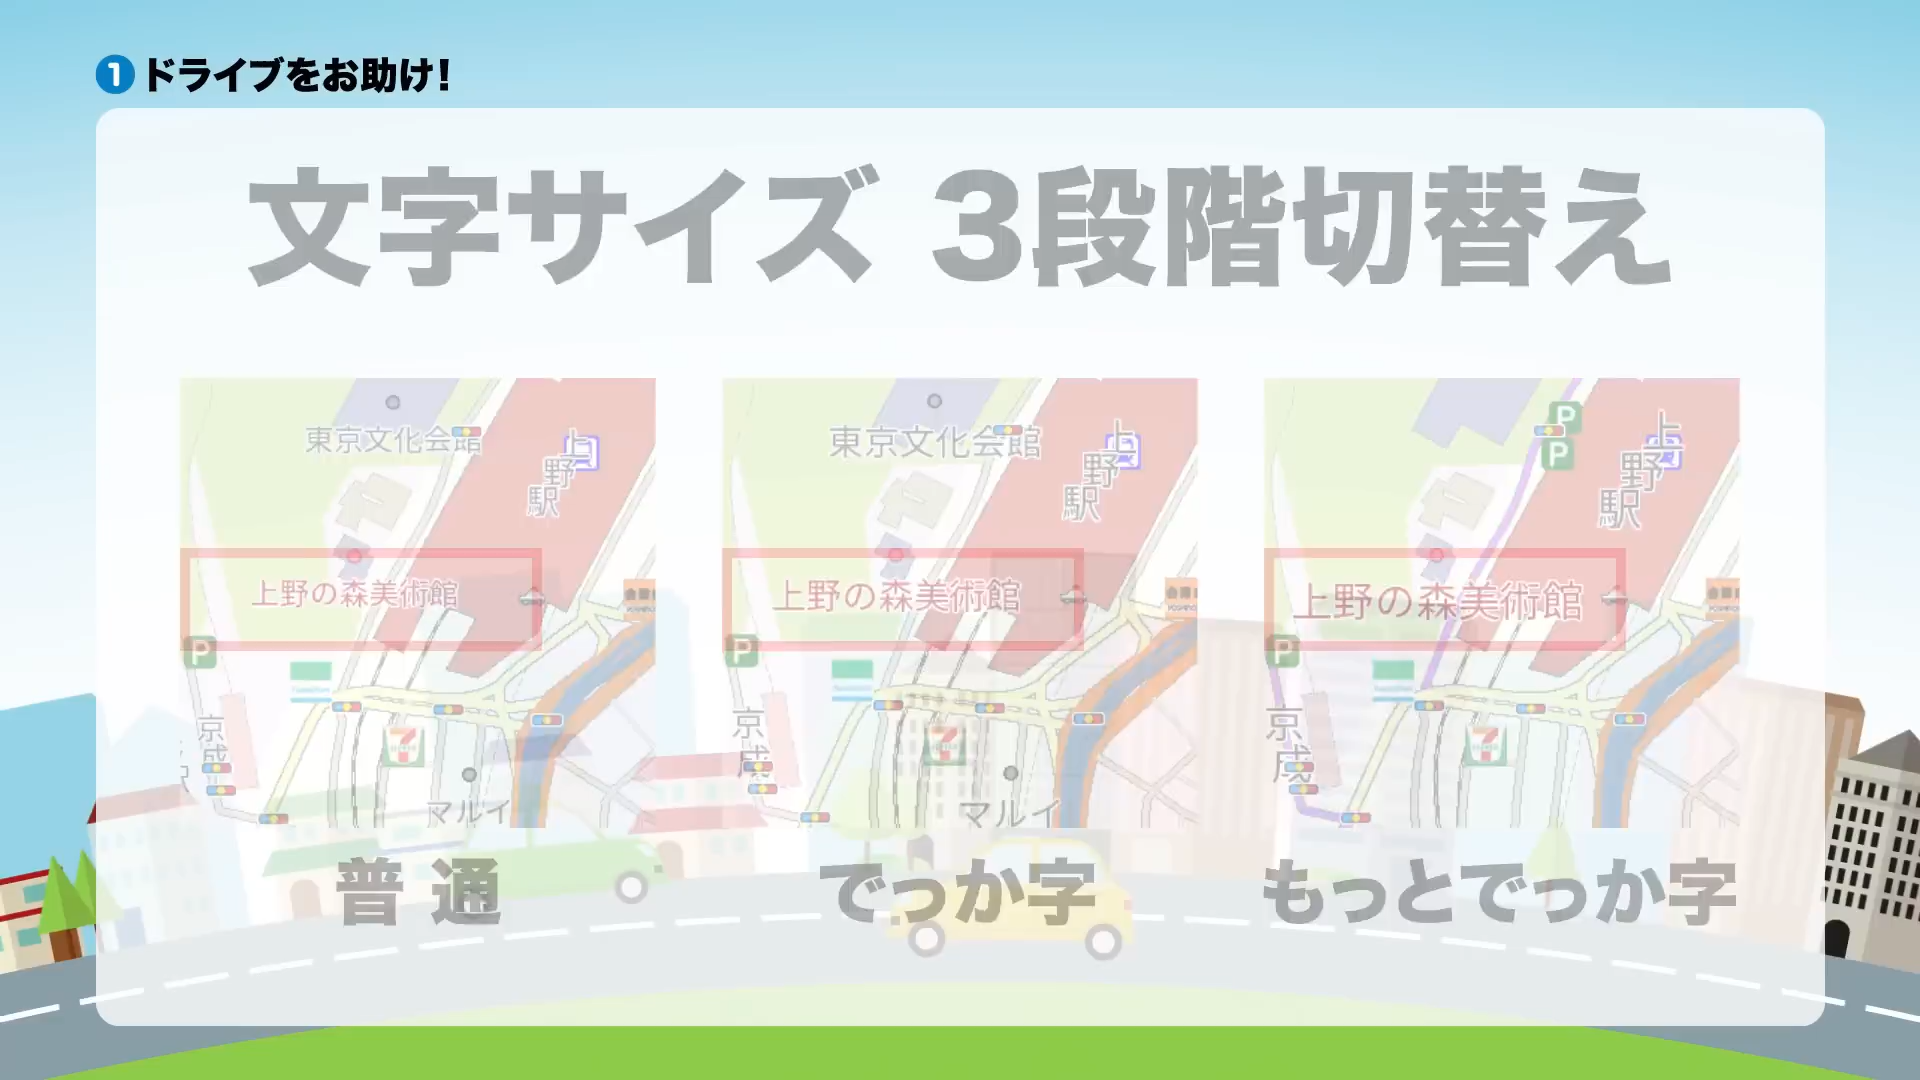 1 ドライブをお助け!
文字サイズ 3段階切替え
東京文化会館
上野駅
上野の森美術館
P
京成
マルイ
普通
東京文化会館
上野駅
上野の森美術館
P
京成
マルイ
でっか字
P
P
上野駅
上野の森美術館
P
京成
もっとでっか字